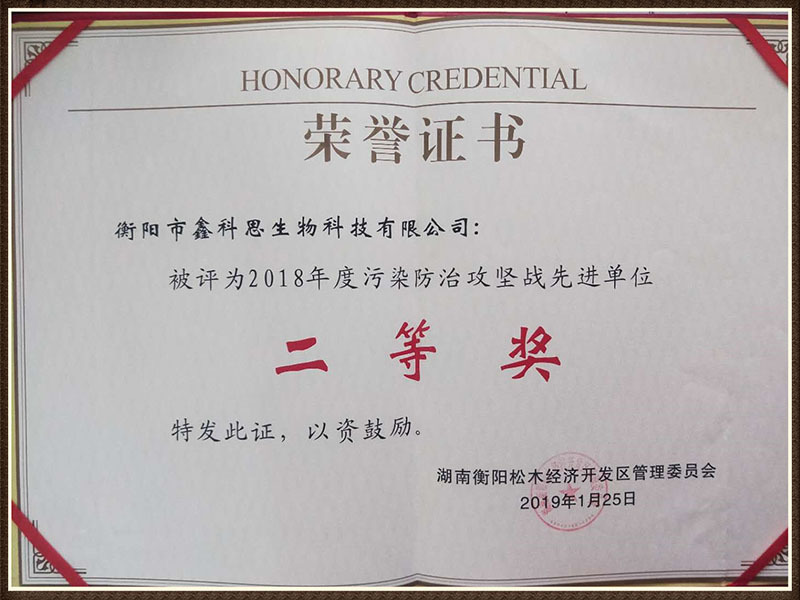 HONORARY CREDENTIAL
荣誉证书
衡阳市鑫科思生物科技有限公司：
被评为2018年度污染防治攻坚战先进单位
二等奖
特发此证，以资鼓励。
湖南衡阳松木经济开发区管理委员会
2019年1月25日